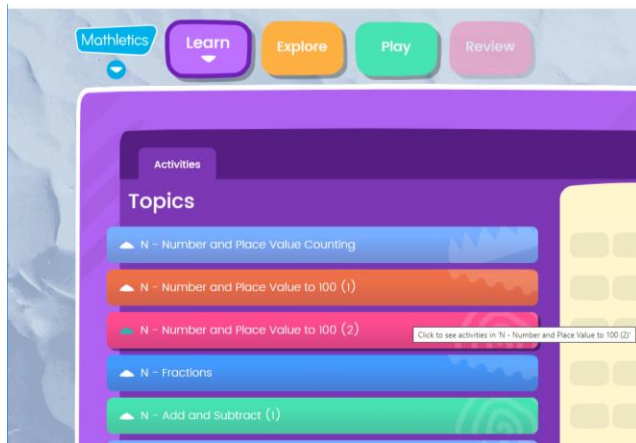 Mathletics
Learn
Explore
Play
Review
Activities
Topics
N - Number and Place Value Counting
N - Number and Place Value to 100 (1)
N - Number and Place Value to 100 (2)
Click to see activities in 'N - Number and Place Value to 100 (2)'
N - Fractions
N - Add and Subtract (1)